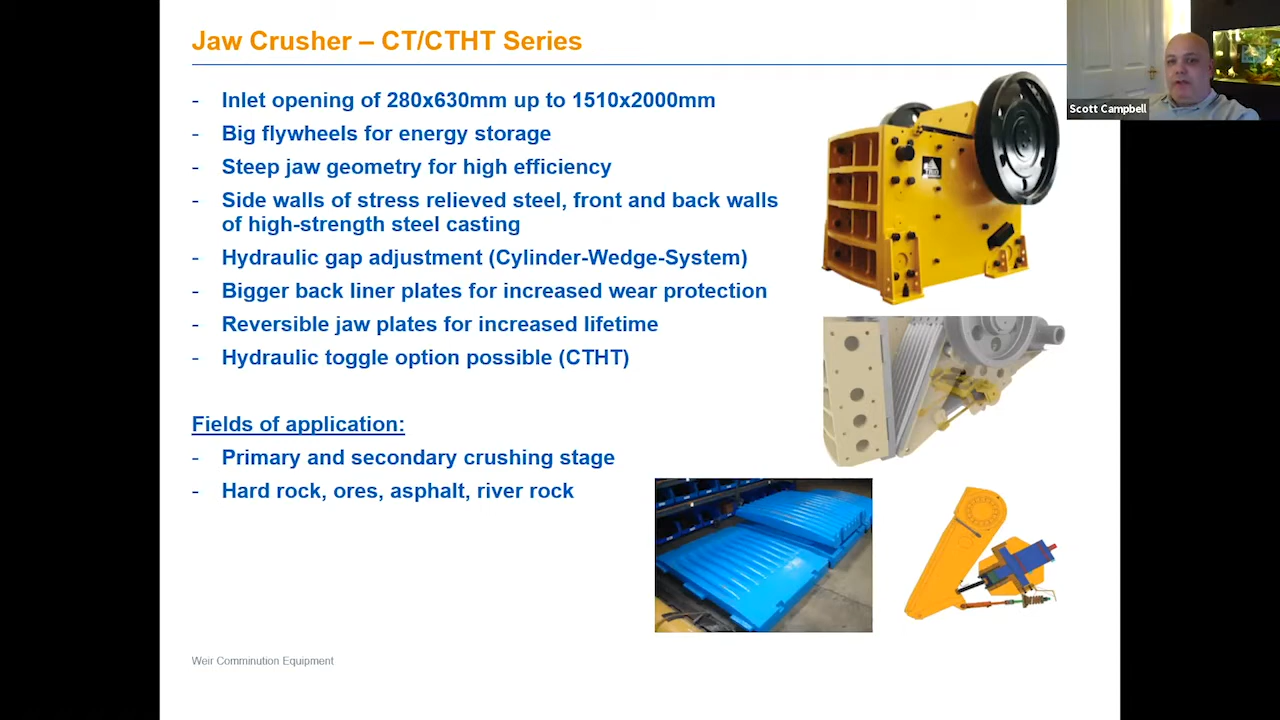 Jaw Crusher – CT/CTHT Series
- Inlet opening of 280x630mm up to 1510x2000mm
- Big flywheels for energy storage
- Steep jaw geometry for high efficiency
- Side walls of stress relieved steel, front and back walls
of high-strength steel casting
- Hydraulic gap adjustment (Cylinder-Wedge-System)
- Bigger back liner plates for increased wear protection
- Reversible jaw plates for increased lifetime
- Hydraulic toggle option possible (CTHT)
Fields of application:
- Primary and secondary crushing stage
- Hard rock, ores, asphalt, river rock
Weir Comminution Equipment
Scott Campbell
TRIO